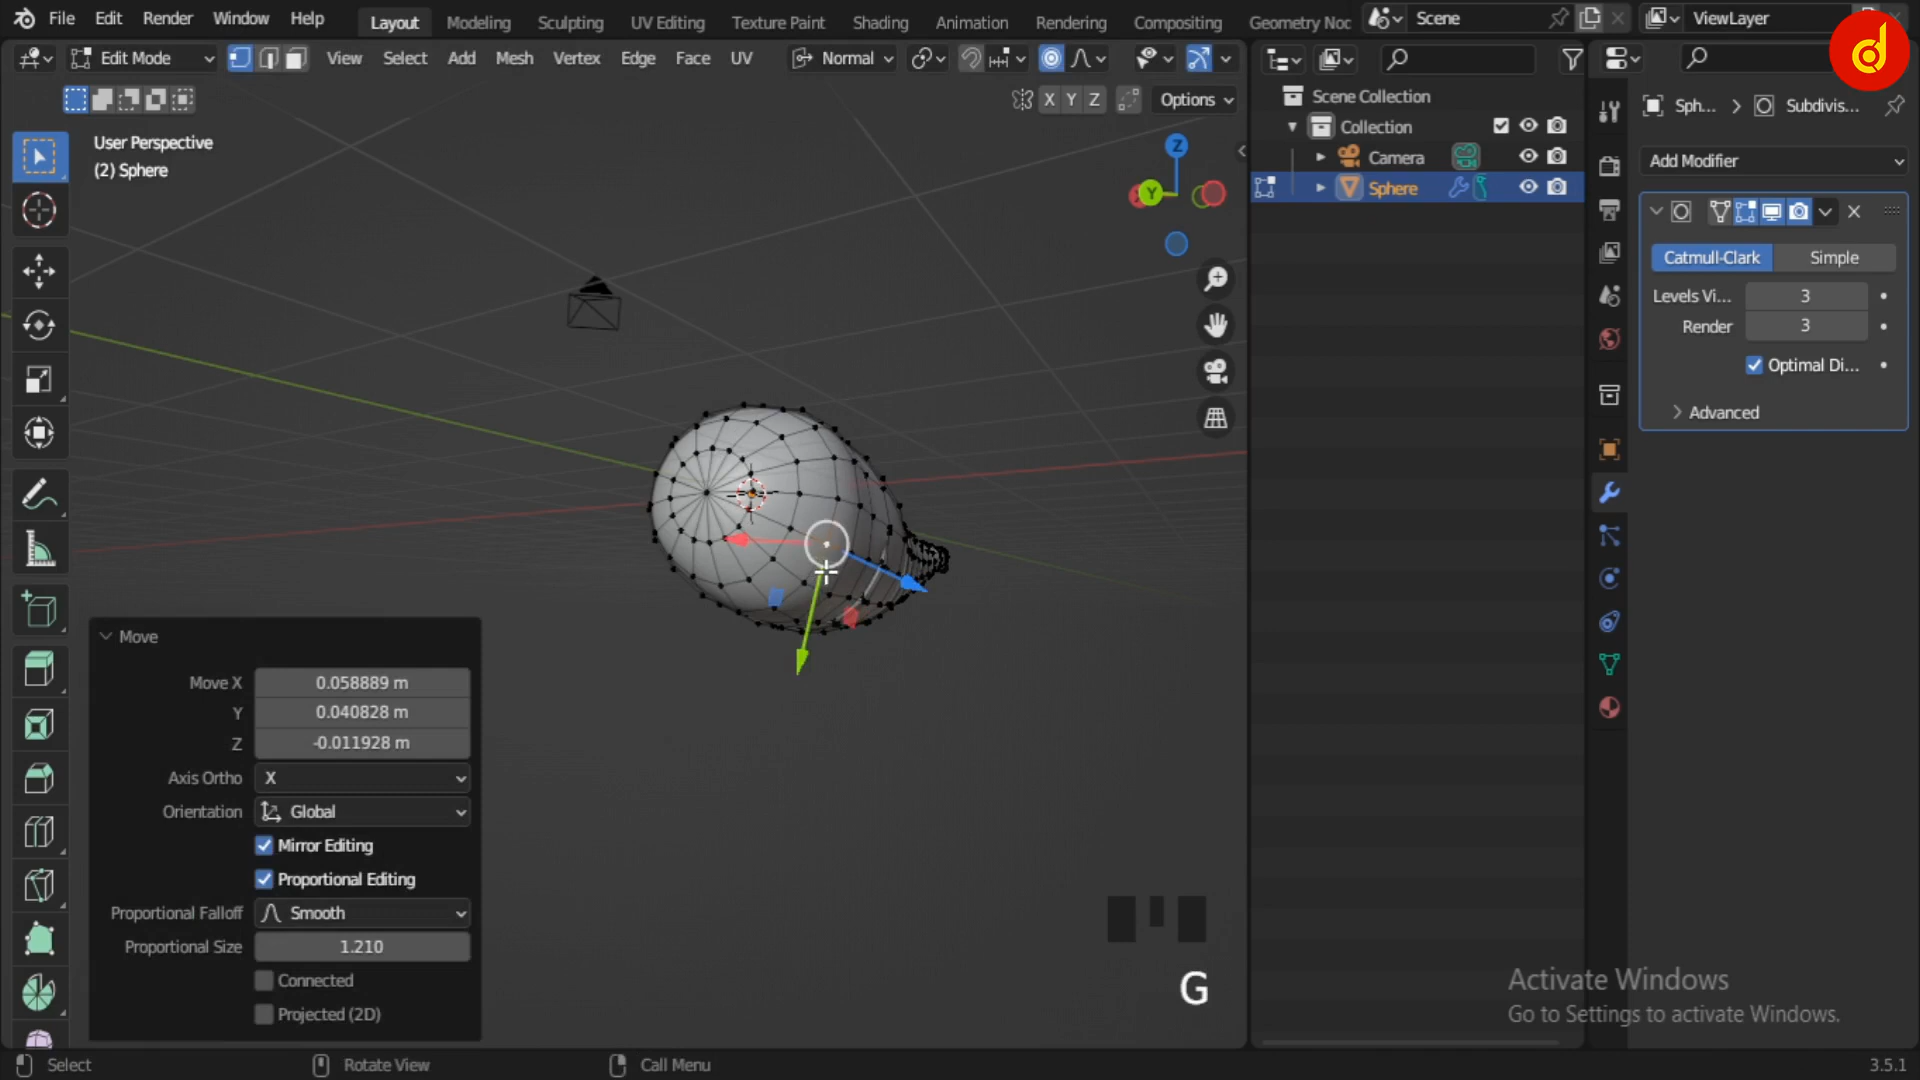 File Edit Render Window Help
Layout Modeling Sculpting UV Editing Texture Paint Shading Animation Rendering Compositing Geometry Noc
Scene
ViewLayer
Edit Mode View Select Add Mesh Vertex Edge Face UV Normal
X Y Z Options
User Perspective
(2) Sphere
Z
Y
Scene Collection
Collection
Camera
Sphere
Sph... > Subdivis...
Add Modifier
Catmull-Clark Simple
Levels Vi... 3
Render 3
Optimal Di...
Advanced
Move
Move X 0.058889 m
Y 0.040828 m
Z -0.011928 m
Axis Ortho X
Orientation Global
Mirror Editing
Proportional Editing
Proportional Falloff Smooth
Proportional Size 1.210
Connected
Projected (2D)
G
Activate Windows
Go to Settings to activate Windows.
Select Rotate View Call Menu 3.5.1